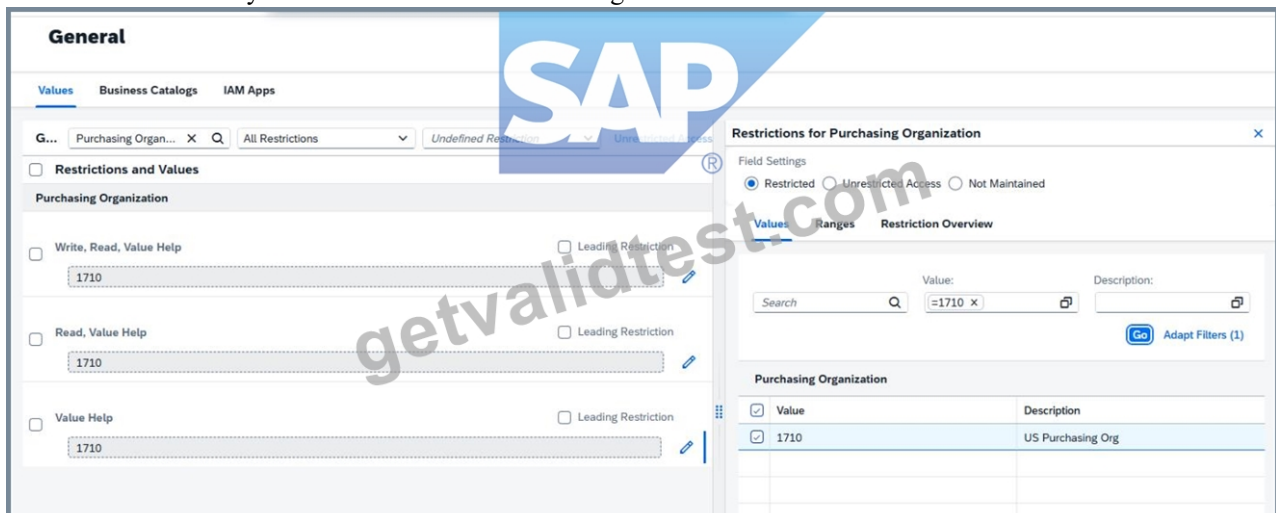 General
SAP
®
Values Business Catalogs IAM Apps
G... Purchasing Organ... All Restrictions Undefined Restriction Unrestricted Access
Restrictions and Values
Purchasing Organization
Write, Read, Value Help Leading Restriction
1710
Read, Value Help Leading Restriction
1710
Value Help Leading Restriction
1710
Restrictions for Purchasing Organization
Field Settings
Restricted Unrestricted Access Not Maintained
Values Ranges Restriction Overview
Value: Description:
Search =1710
Go Adapt Filters (1)
Purchasing Organization
Value Description
1710 US Purchasing Org
getvalidtest.com